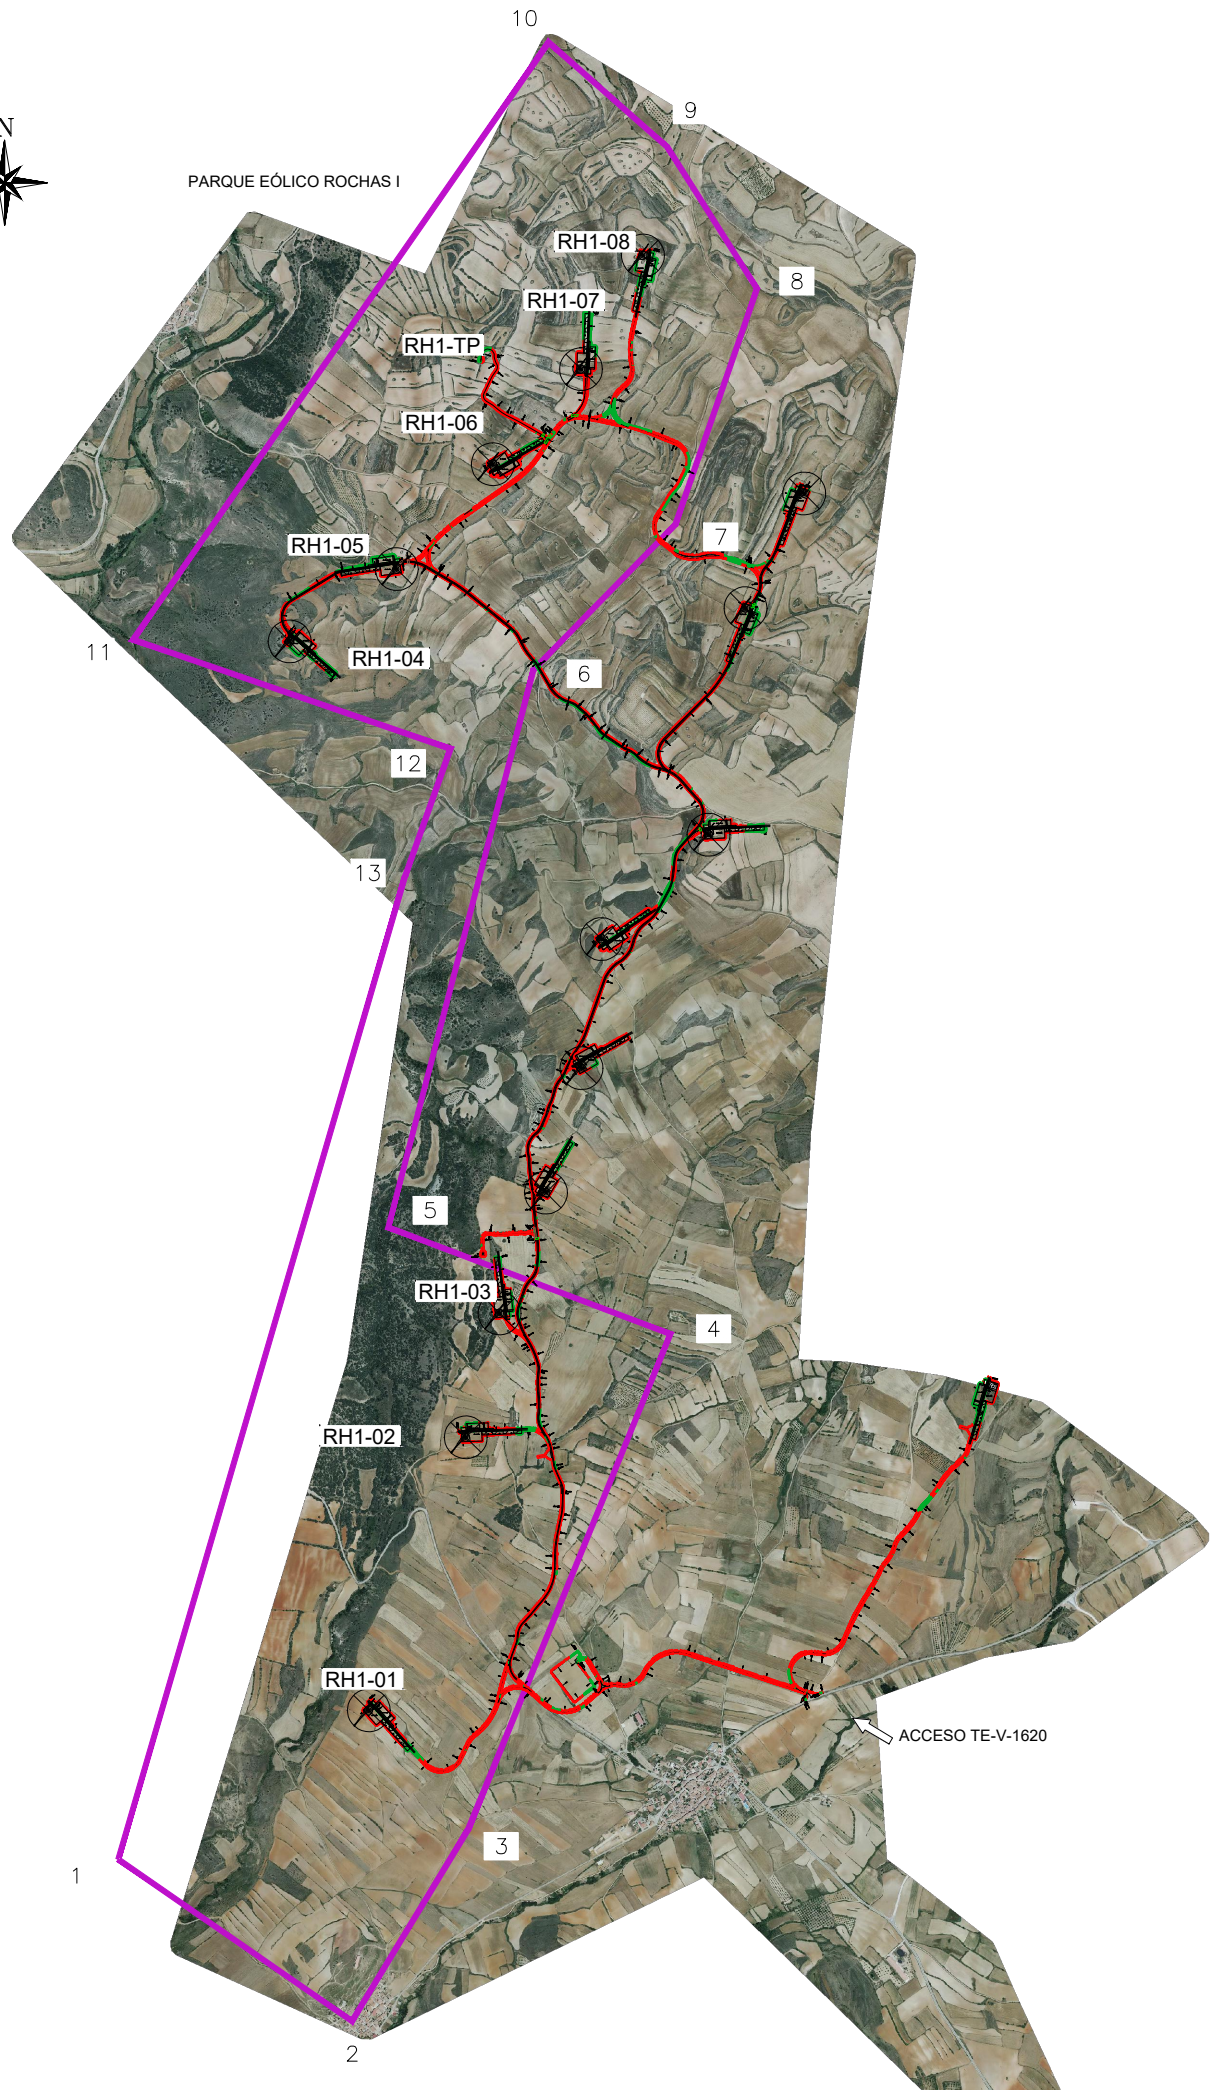 10
9
N
PARQUE EÓLICO ROCHAS I
RH1-08
8
RH1-07
RH1-TP
RH1-06
7
RH1-05
11
RH1-04
6
12
13
5
RH1-03
4
RH1-02
RH1-01
ACCESO TE-V-1620
3
1
2